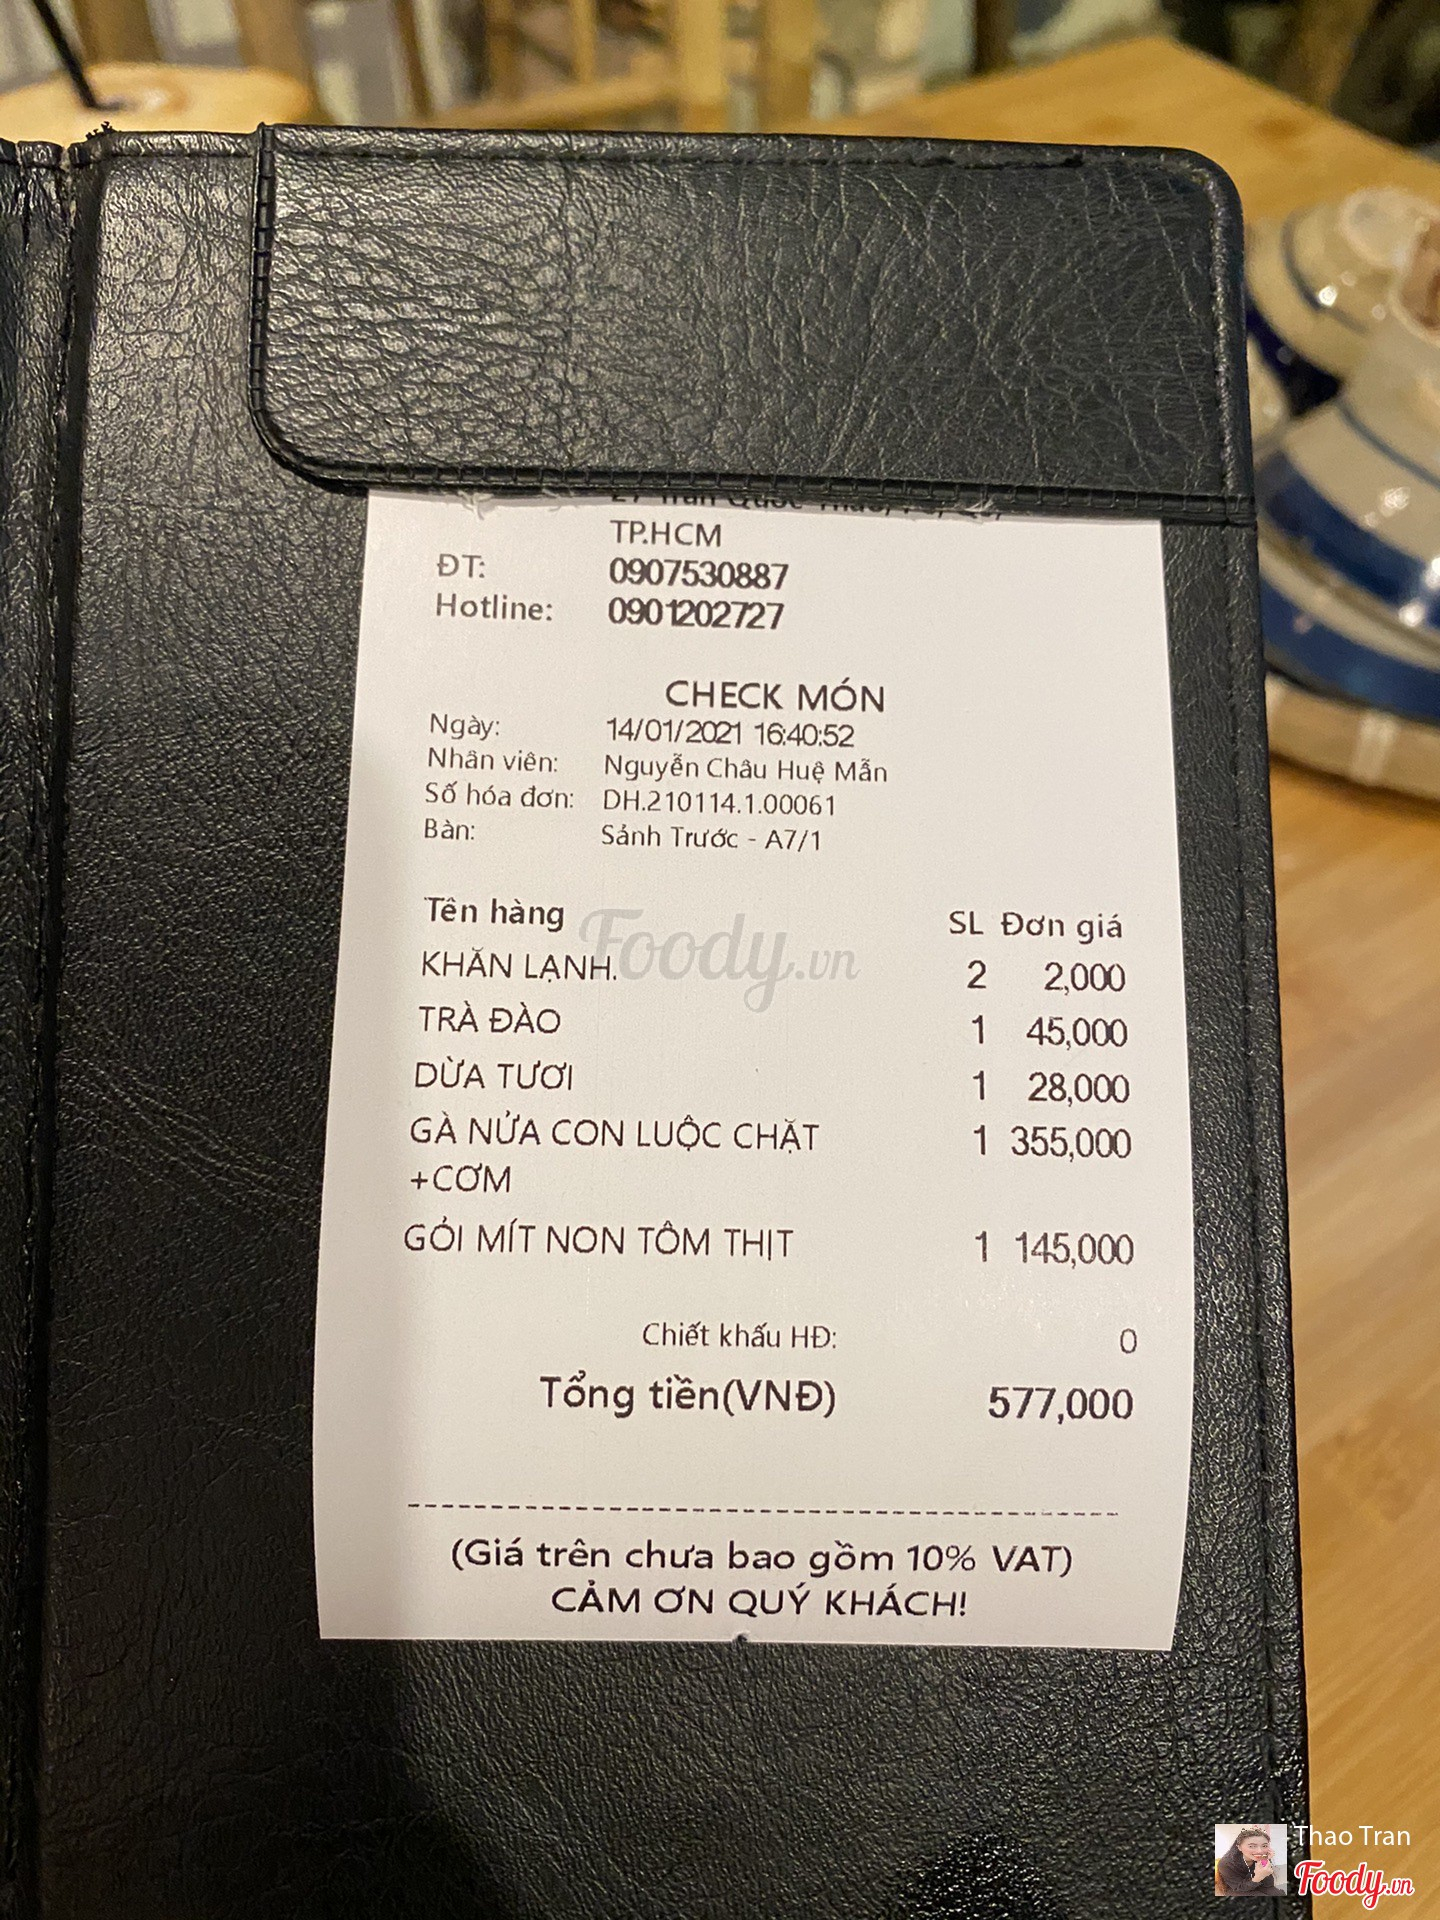 27 Trần Quốc Thảo,
TP.HCM
ĐT: 0907530887
Hotline: 0901202727
CHECK MÓN
Ngày: 14/01/2021 16:40:52
Nhân viên: Nguyễn Châu Huệ Mẫn
Số hóa đơn: DH.210114.1.00061
Bàn: Sảnh Trước - A7/1
Tên hàng SL Đơn giá
KHĂN LẠNH. 2 2,000
TRÀ ĐÀO 1 45,000
DỪA TƯƠI 1 28,000
GÀ NỬA CON LUỘC CHẶT 1 355,000
+CƠM
GỎI MÍT NON TÔM THỊT 1 145,000
Chiết khấu HĐ: 0
Tổng tiền(VNĐ) 577,000
(Giá trên chưa bao gồm 10% VAT)
CẢM ƠN QUÝ KHÁCH!
Foody.vn
Thao Tran
Foody.vn